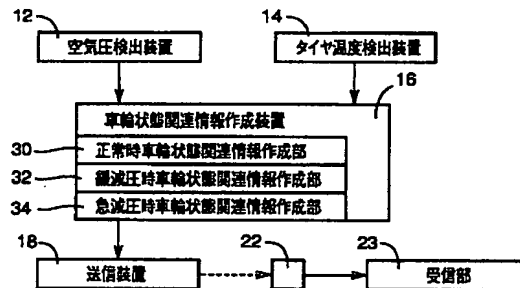 12
14
空気圧検出装置
タイヤ温度検出装置
16
車輪状態関連情報作成装置
30
正常時車輪状態関連情報作成部
32
緩減圧時車輪状態関連情報作成部
34
急減圧時車輪状態関連情報作成部
18
22
23
送信装置
受信部